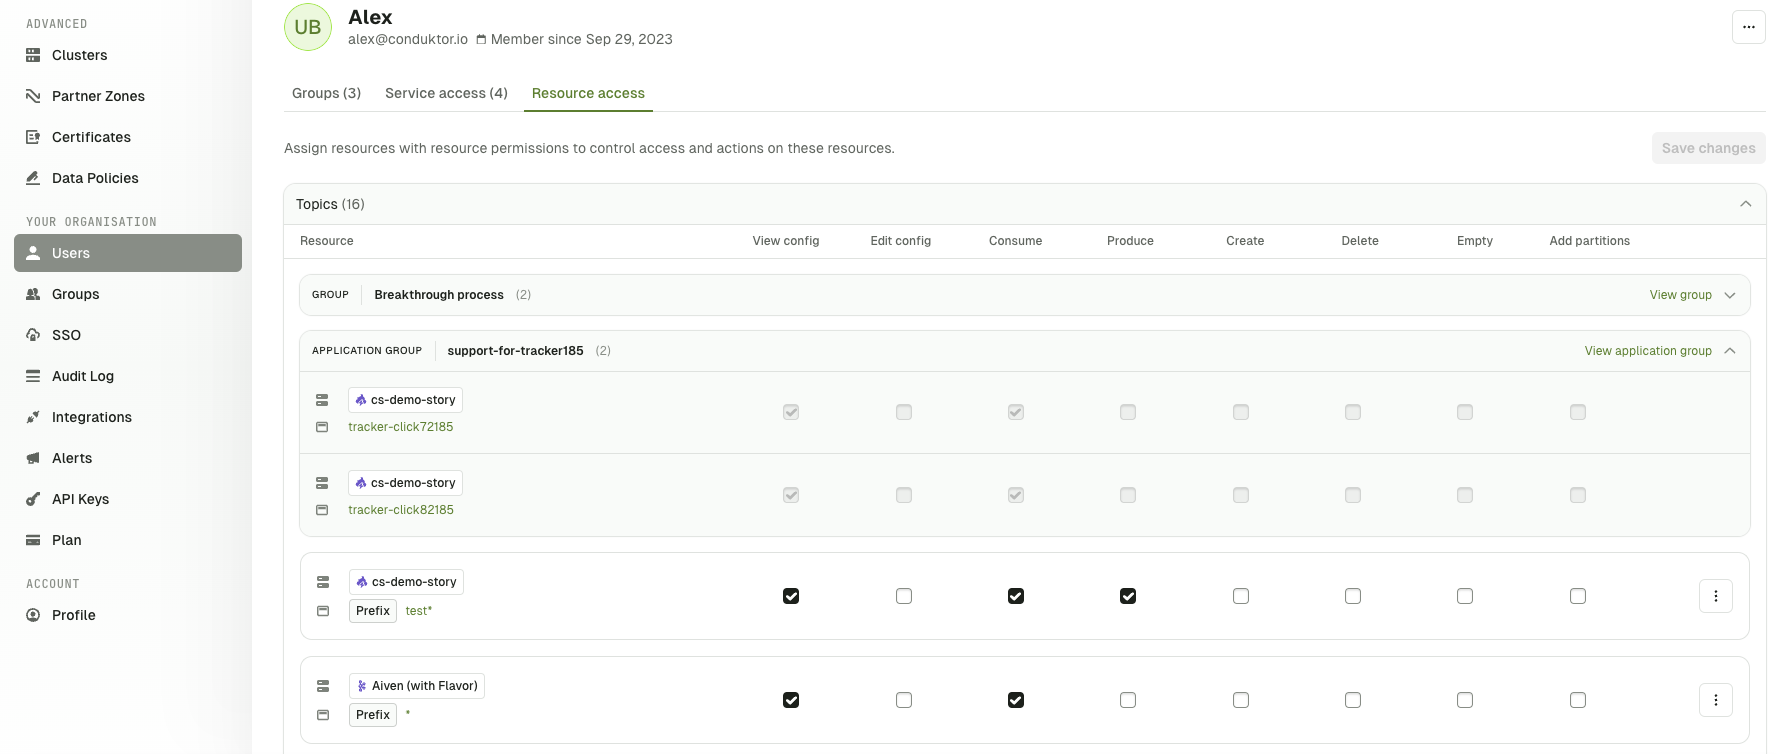 ADVANCED
Clusters
Partner Zones
Certificates
Data Policies
YOUR ORGANISATION
Users
Groups
SSO
Audit Log
Integrations
Alerts
API Keys
Plan
ACCOUNT
Profile
UB
Alex
alex@conduktor.io Member since Sep 29, 2023
Groups (3) Service access (4) Resource access
Assign resources with resource permissions to control access and actions on these resources.
Save changes
Topics (16)
Resource View config Edit config Consume Produce Create Delete Empty Add partitions
GROUP Breakthrough process (2) View group
APPLICATION GROUP support-for-tracker185 (2) View application group
cs-demo-story
tracker-click72185
cs-demo-story
tracker-click82185
cs-demo-story
Prefix test*
Aiven (with Flavor)
Prefix *